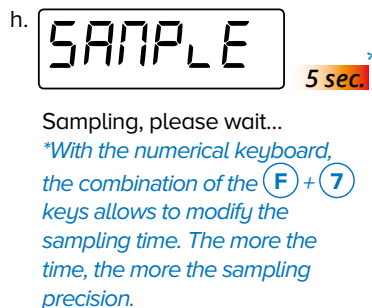 h.
SAMPLE
*
5 sec.
Sampling, please wait...
*With the numerical keyboard,
the combination of the F + 7
keys allows to modify the
sampling time. The more the
time, the more the sampling
precision.